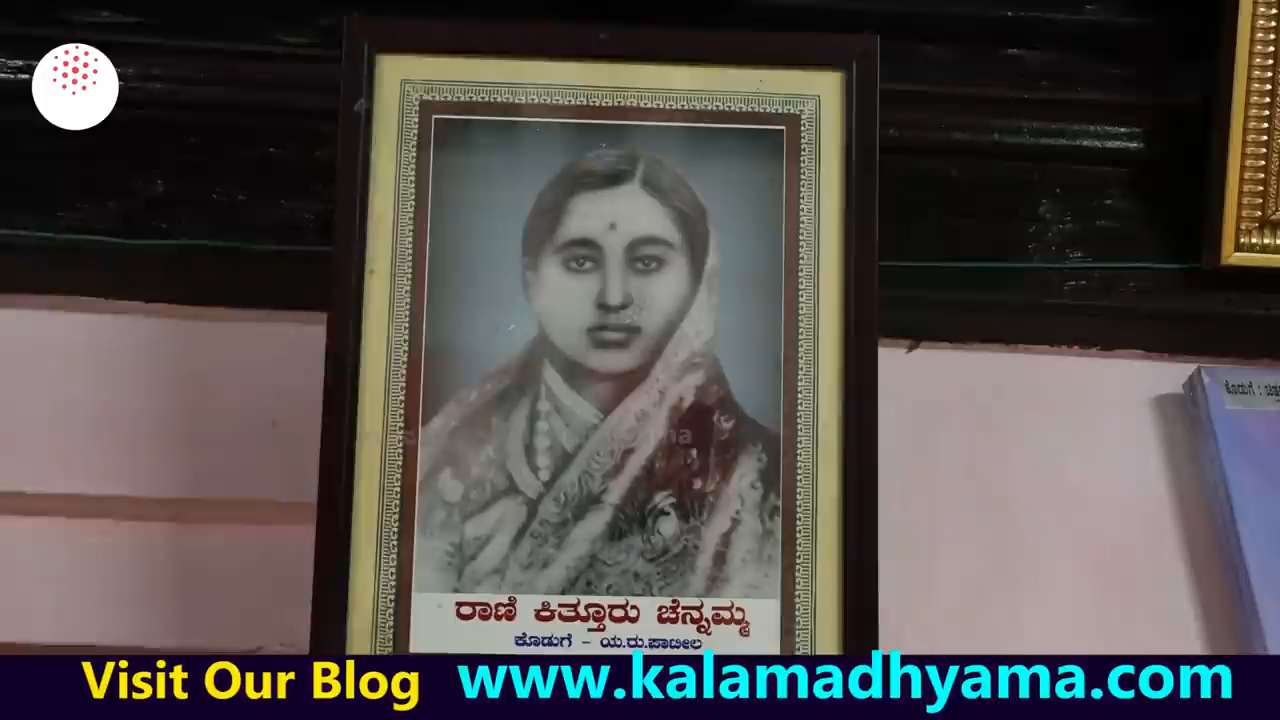 ರಾಣಿ ಕಿತ್ತೂರು ಚೆನ್ನಮ್ಮ
ಕೊಡುಗೆ - ಯ.ರು.ಪಾಟೀಲ
ಕೊಡುಗೆ :
Visit Our Blog www.kalamadhyama.com